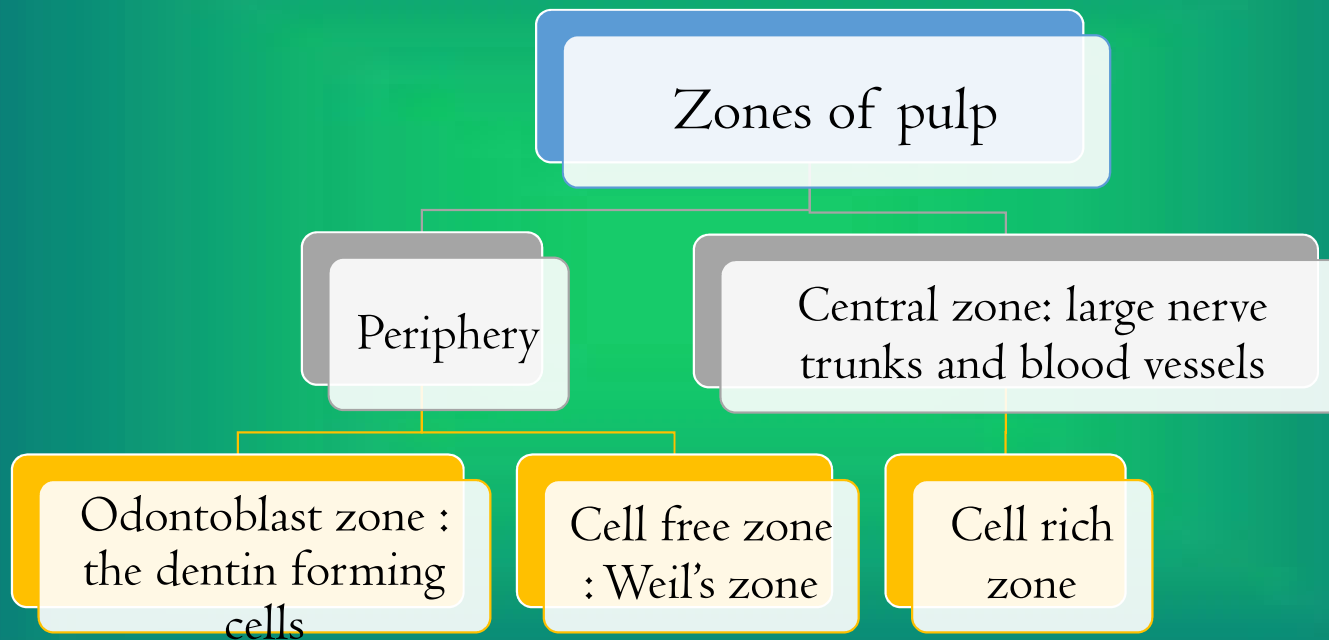 Zones of pulp
Periphery
Central zone: large nerve
trunks and blood vessels
Odontoblast zone :
the dentin forming
cells
Cell free zone
: Weil’s zone
Cell rich
zone